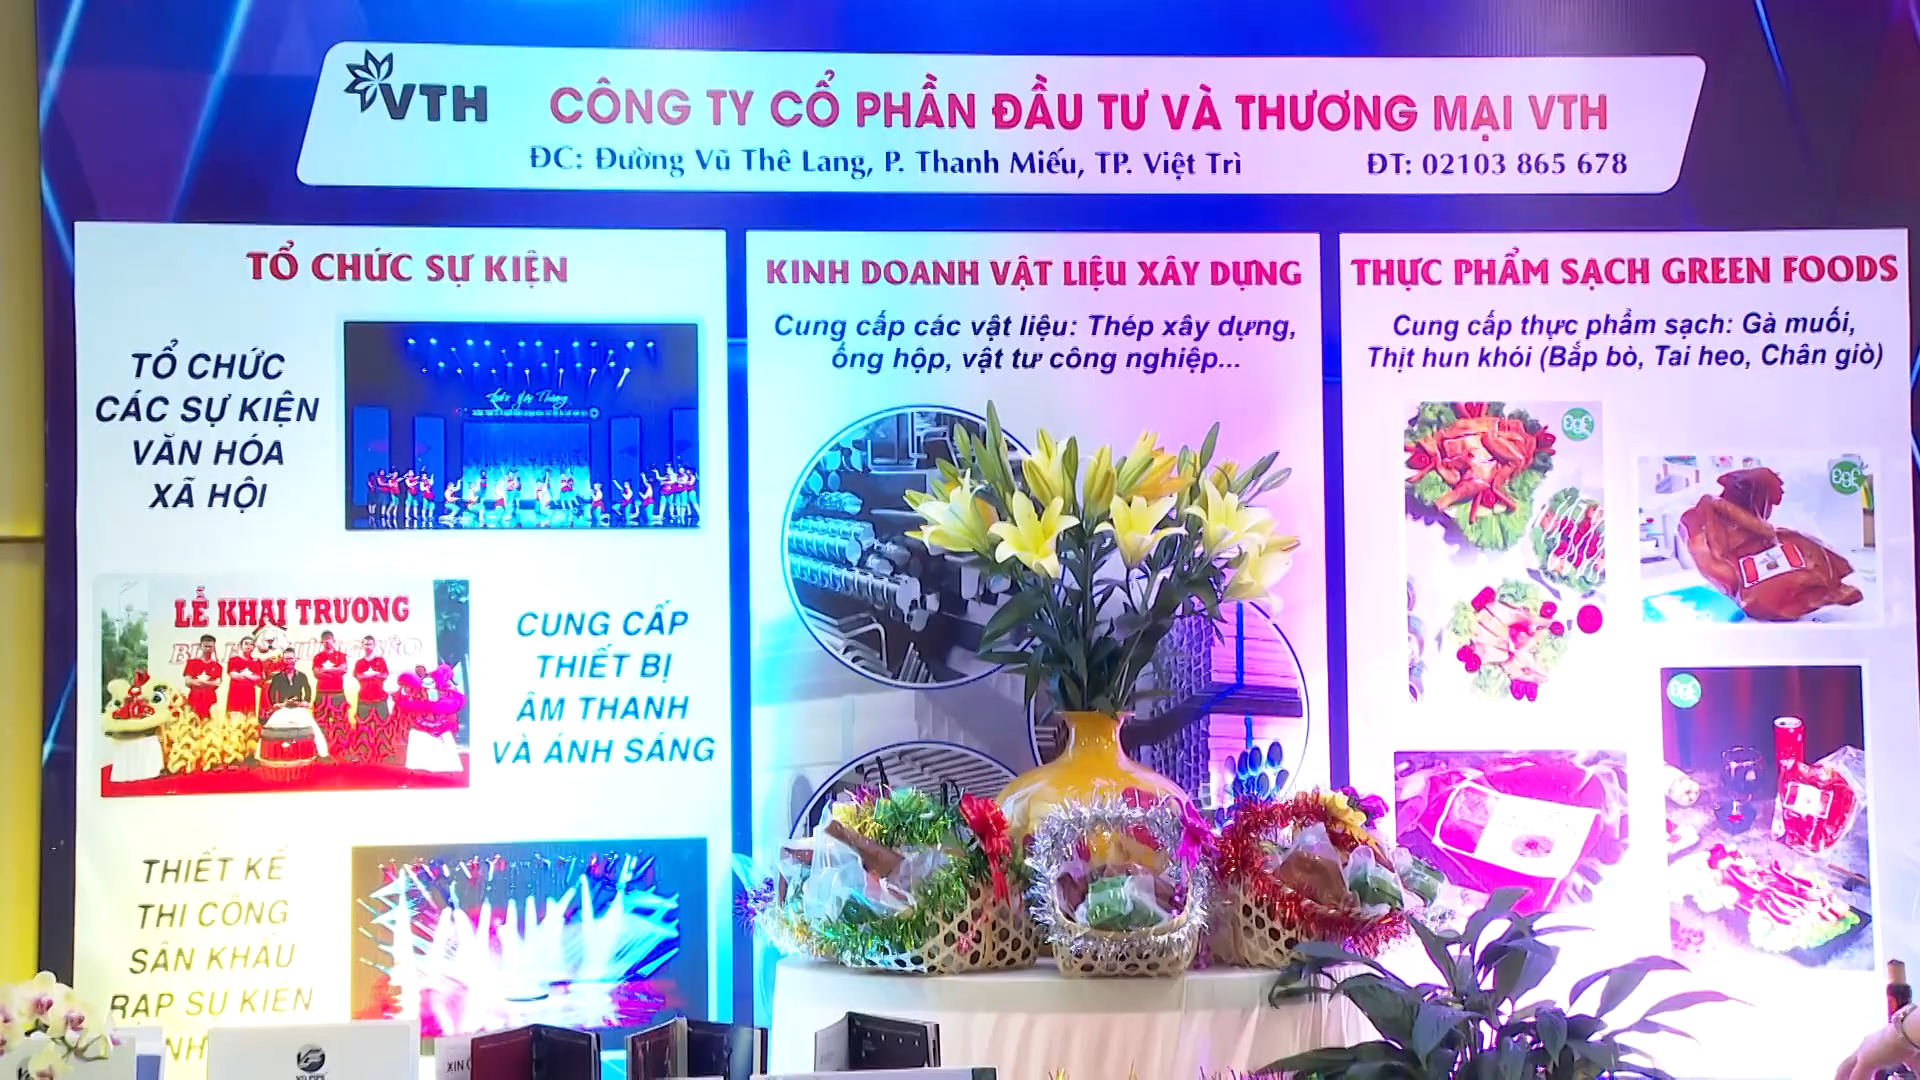 VTH
CÔNG TY CỔ PHẦN ĐẦU TƯ VÀ THƯƠNG MẠI VTH
ĐC: Đường Vũ Thê Lang, P. Thanh Miếu, TP. Việt Trì
ĐT: 02103 865 678
TỔ CHỨC SỰ KIỆN
TỔ CHỨC
CÁC SỰ KIỆN
VĂN HÓA
XÃ HỘI
LỄ KHAI TRƯƠNG
CUNG CẤP
THIẾT BỊ
ÂM THANH
VÀ ÁNH SÁNG
THIẾT KẾ
THI CÔNG
SÂN KHẤU
RẠP SỰ KIỆN
KINH DOANH VẬT LIỆU XÂY DỰNG
Cung cấp các vật liệu: Thép xây dựng,
ống hộp, vật tư công nghiệp...
THỰC PHẨM SẠCH GREEN FOODS
Cung cấp thực phẩm sạch: Gà muối,
Thịt hun khói (Bắp bò, Tai heo, Chân giò)